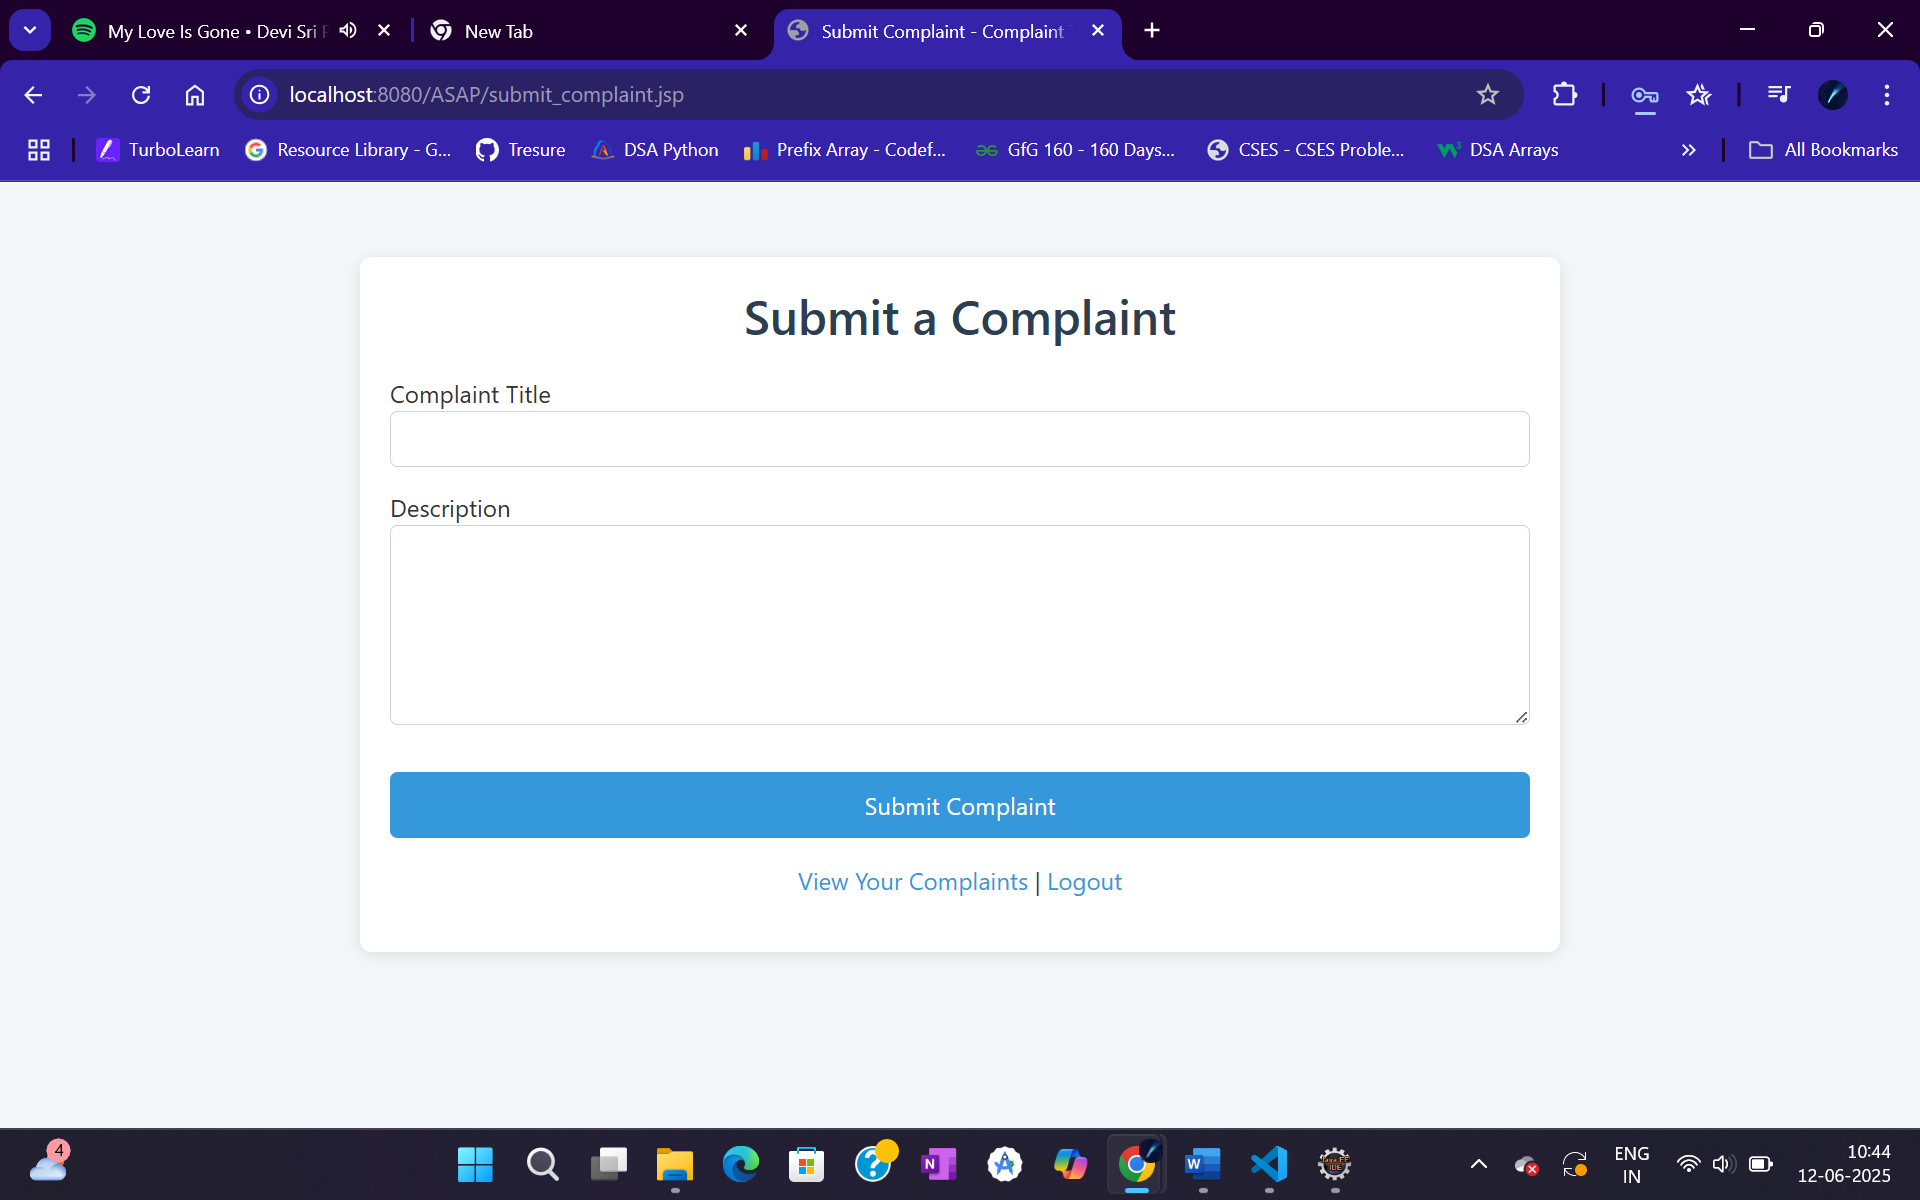 My Love Is Gone • Devi Sri
New Tab
Submit Complaint - Complaint
localhost:8080/ASAP/submit_complaint.jsp
TurboLearn
Resource Library - G...
Tresure
DSA Python
Prefix Array - Codef...
GfG 160 - 160 Days...
CSES - CSES Proble...
DSA Arrays
All Bookmarks
Submit a Complaint
Complaint Title
Description
Submit Complaint
View Your Complaints | Logout
4
ENG
IN
10:44
12-06-2025